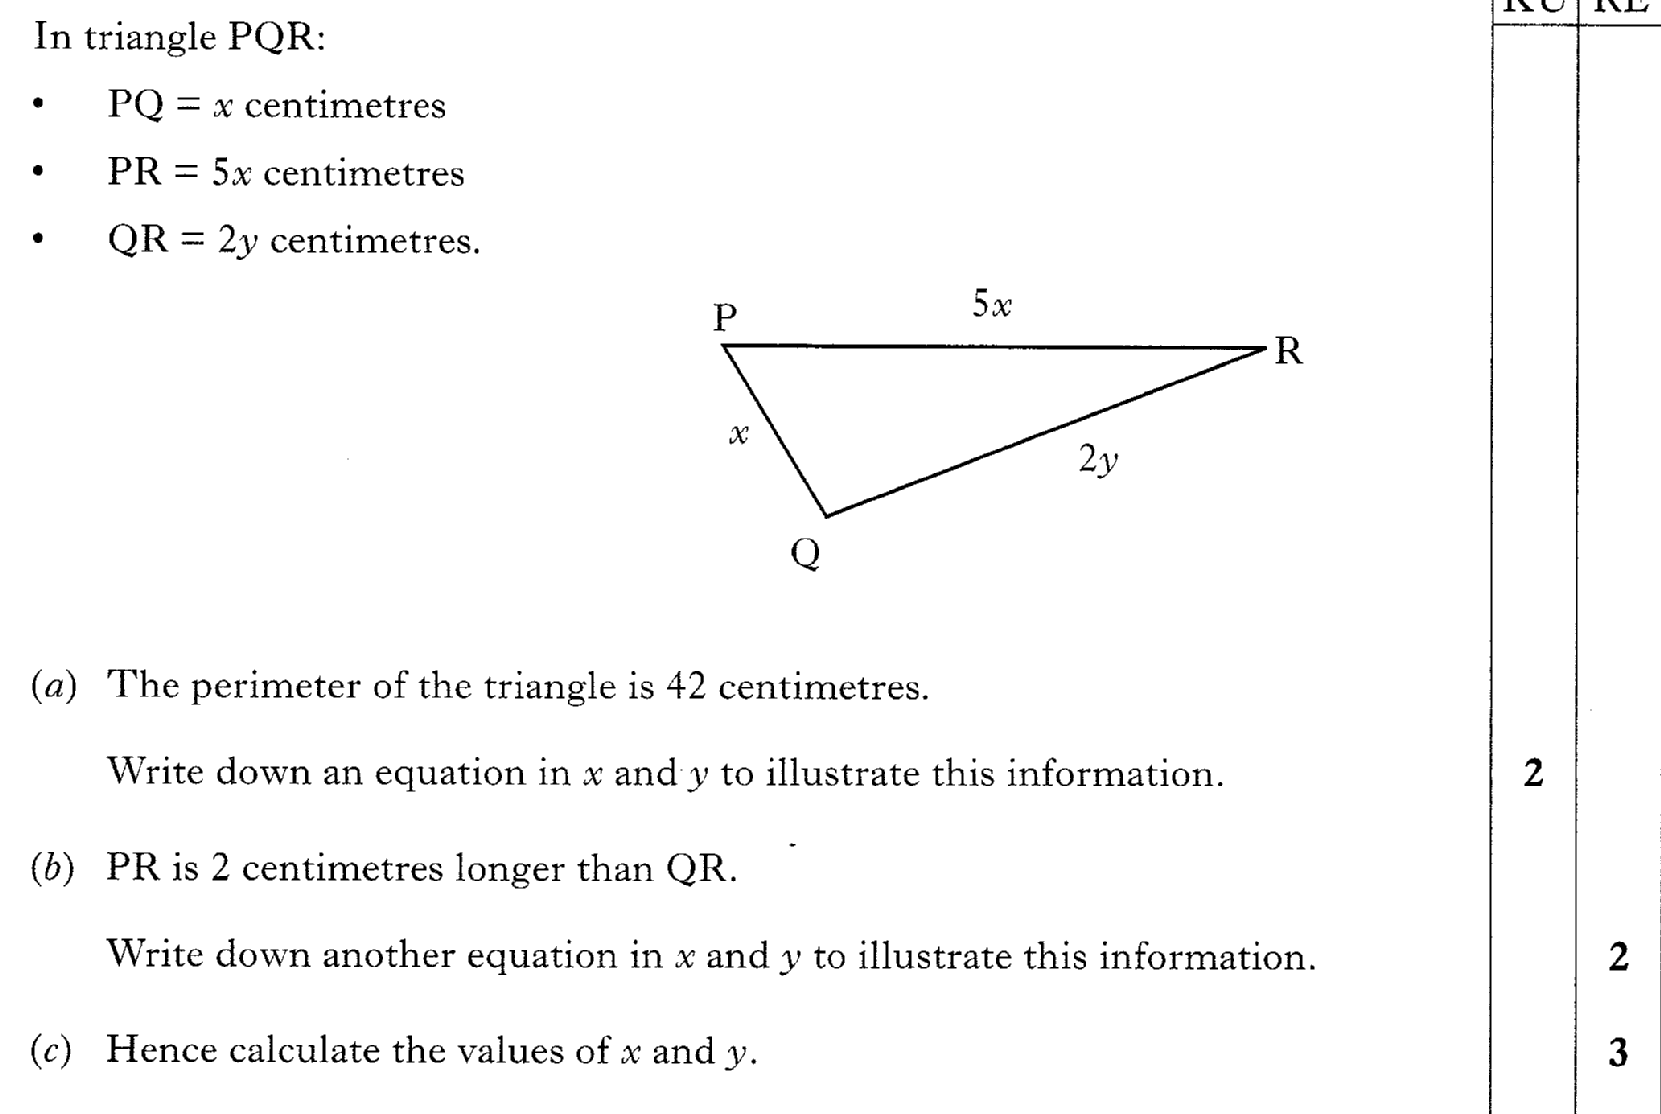 KU RE
In triangle PQR:
• PQ = x centimetres
• PR = 5x centimetres
• QR = 2y centimetres.
5x
P
R
x
2y
Q
(a) The perimeter of the triangle is 42 centimetres.
Write down an equation in x and y to illustrate this information. 2
(b) PR is 2 centimetres longer than QR.
Write down another equation in x and y to illustrate this information. 2
(c) Hence calculate the values of x and y. 3